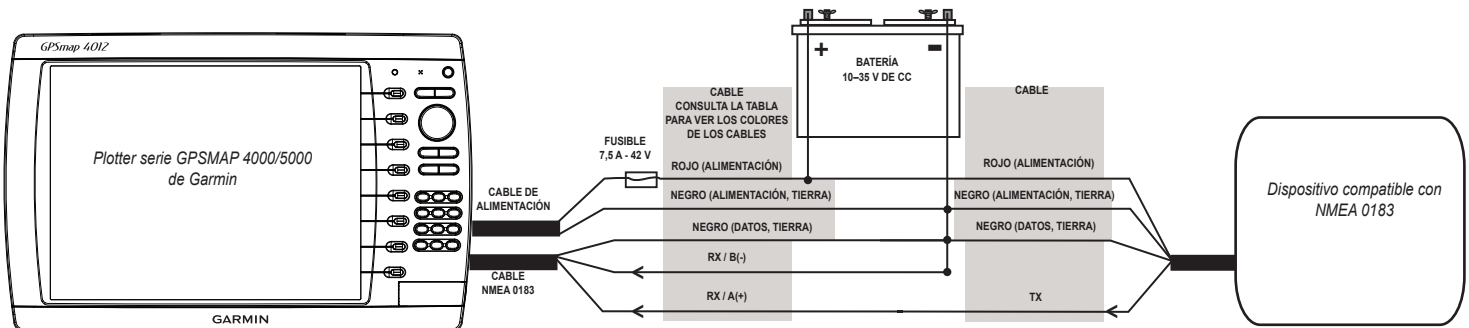 GPSmap 4012
Plotter serie GPSMAP 4000/5000
de Garmin
GARMIN
CABLE DE
ALIMENTACIÓN
CABLE
NMEA 0183
FUSIBLE
7,5 A - 42 V
CABLE
CONSULTA LA TABLA
PARA VER LOS COLORES
DE LOS CABLES
ROJO (ALIMENTACIÓN)
NEGRO (ALIMENTACIÓN, TIERRA)
NEGRO (DATOS, TIERRA)
RX / B(-)
RX / A(+)
+ -
BATERÍA
10–35 V DE CC
CABLE
ROJO (ALIMENTACIÓN)
NEGRO (ALIMENTACIÓN, TIERRA)
NEGRO (DATOS, TIERRA)
TX
Dispositivo compatible con
NMEA 0183